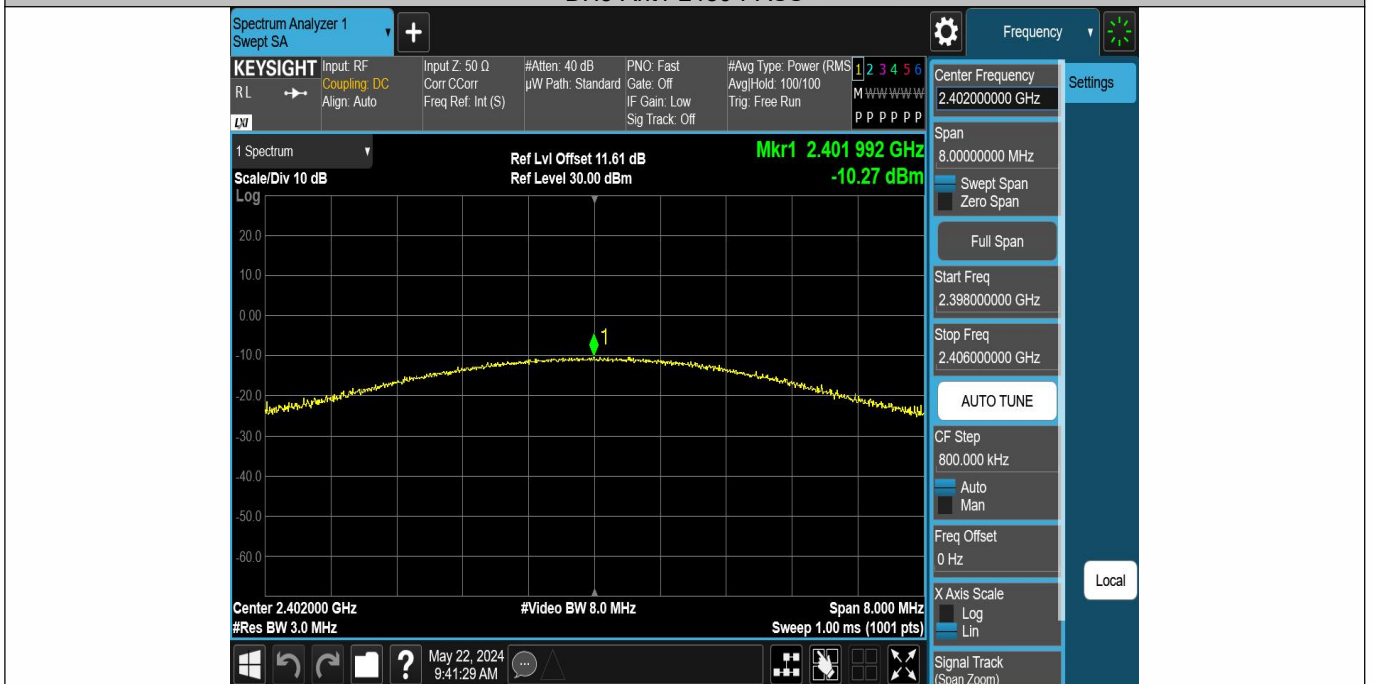 Spectrum Analyzer 1
Swept SA
+
Frequency
KEYSIGHT
RL
LXI
Input: RF
Coupling: DC
Align: Auto
Input Z: 50 Ω
Corr CCorr
Freq Ref: Int (S)
#Atten: 40 dB
µW Path: Standard
PNO: Fast
Gate: Off
IF Gain: Low
Sig Track: Off
#Avg Type: Power (RMS
Avg|Hold: 100/100
Trig: Free Run
1 2 3 4 5 6
M W W W W W
P P P P P P
Center Frequency
2.402000000 GHz
Settings
1 Spectrum
Scale/Div 10 dB
Log
Ref Lvl Offset 11.61 dB
Ref Level 30.00 dBm
Mkr1 2.401 992 GHz
-10.27 dBm
Span
8.00000000 MHz
Swept Span
Zero Span
Full Span
Start Freq
2.398000000 GHz
Stop Freq
2.406000000 GHz
AUTO TUNE
CF Step
800.000 kHz
Auto
Man
Freq Offset
0 Hz
X Axis Scale
Log
Lin
Signal Track
(Span Zoom)
Local
20.0
10.0
0.00
1
-10.0
-20.0
-30.0
-40.0
-50.0
-60.0
Center 2.402000 GHz
#Res BW 3.0 MHz
#Video BW 8.0 MHz
Span 8.000 MHz
Sweep 1.00 ms (1001 pts)
?
May 22, 2024
9:41:29 AM